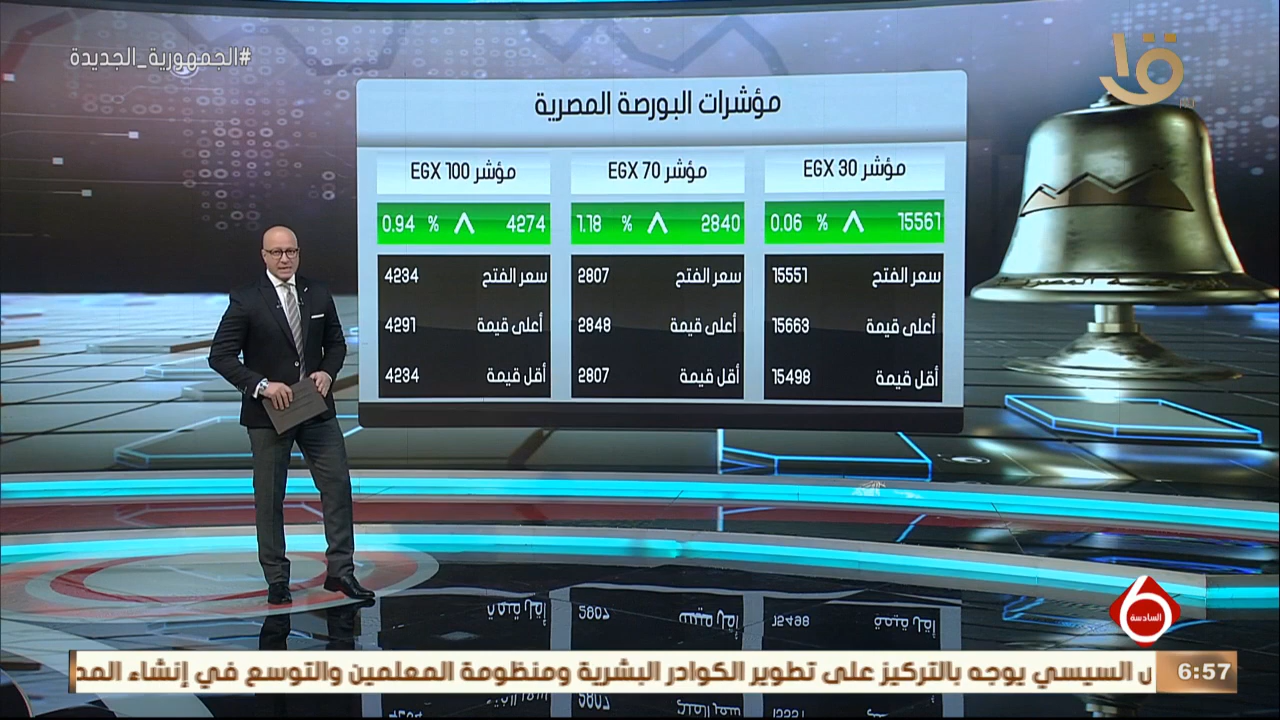 #الجمهورية_الجديدة
مؤشرات البورصة المصرية
مؤشر EGX 30
15561 % 0.06
سعر الفتح 15551
أعلى قيمة 15663
أقل قيمة 15498
مؤشر EGX 70
2840 % 1.18
سعر الفتح 2807
أعلى قيمة 2848
أقل قيمة 2807
مؤشر EGX 100
4274 % 0.94
سعر الفتح 4234
أعلى قيمة 4291
أقل قيمة 4234
السادسة
6:57
السيسي يوجه بالتركيز على تطوير الكوادر البشرية ومنظومة المعلمين والتوسع في إنشاء